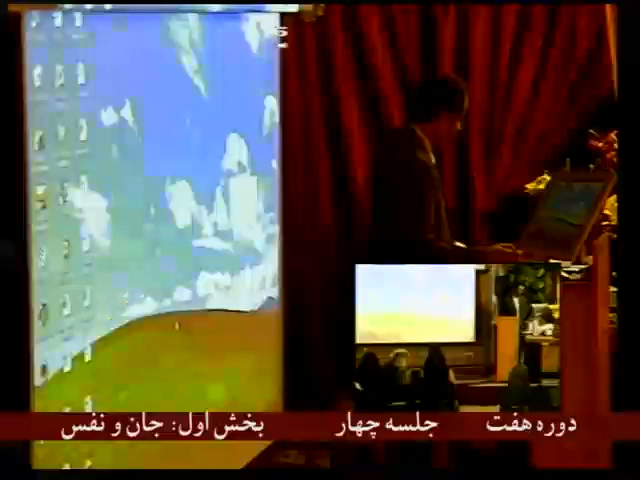 دوره هفت جلسه چهار بخش اول: جان و نفس